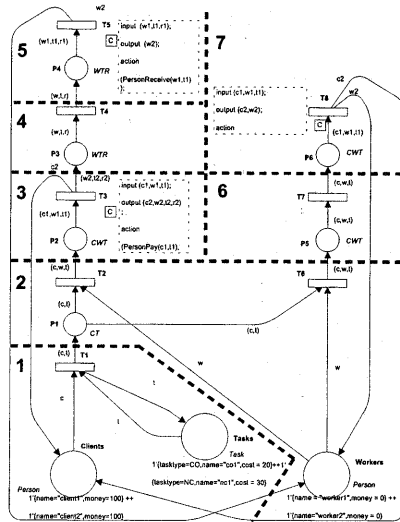 w2
T5
input (w1,t1,r1);
output {w2};
action
(PersonReceive(w1,t1)
);
C
5
(w1,t1,r1)
P4
WTR
7
c2
w2
input (c1,w1,t1);
output (c2,w2);
action
T8
C
(c1,w1,t1)
P6
CWT
(w,t,r)
T4
4
(w,t,r)
P3
WTR
c2
(w2,t2,r2)
3
T3
input (c1,w1,t1);
output {c2,w2,t2,r2}
;
action
(PersonPay(c1,t1),
C
(c1,w1,t1)
P2
CWT
6
(c,w,t)
T7
(c,w,t)
P5
CWT
(c,w,t)
T2
2
(c,t)
P1
CT
(c,w,t)
T6
(c,t)
w
w
1
(c,t)
T1
c
t
t
Tasks
Task
1'{tasktype=CO,name="co1",cost = 20}++1'
{tasktype=NC,name="nc1",cost = 30}
Clients
Person
1'{name="client1",money=100} ++
1'{name="client2",money=100}
Workers
Person
1'{name = "worker1",money = 0} ++
1'{name="worker2",money = 0}